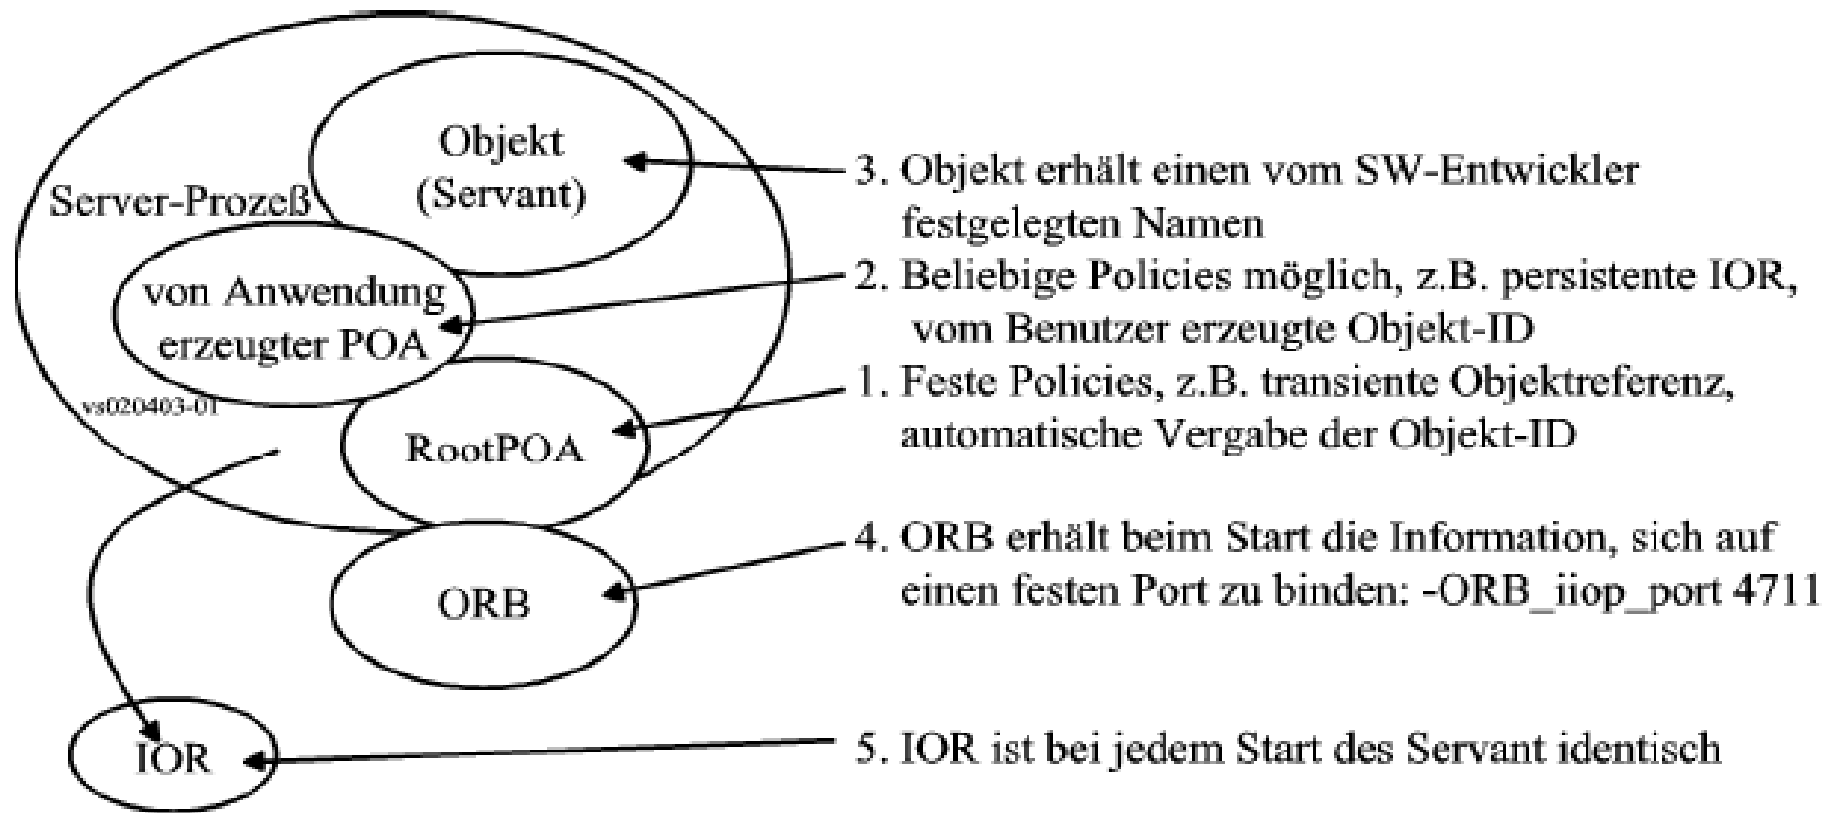 Objekt
(Servant)
Server-Prozeß
von Anwendung
erzeugter POA
vs020403-01
RootPOA
ORB
IOR
3. Objekt erhält einen vom SW-Entwickler
festgelegten Namen
2. Beliebige Policies möglich, z.B. persistente IOR,
vom Benutzer erzeugte Objekt-ID
1. Feste Policies, z.B. transiente Objektreferenz,
automatische Vergabe der Objekt-ID
4. ORB erhält beim Start die Information, sich auf
einen festen Port zu binden: -ORB_iiop_port 4711
5. IOR ist bei jedem Start des Servant identisch